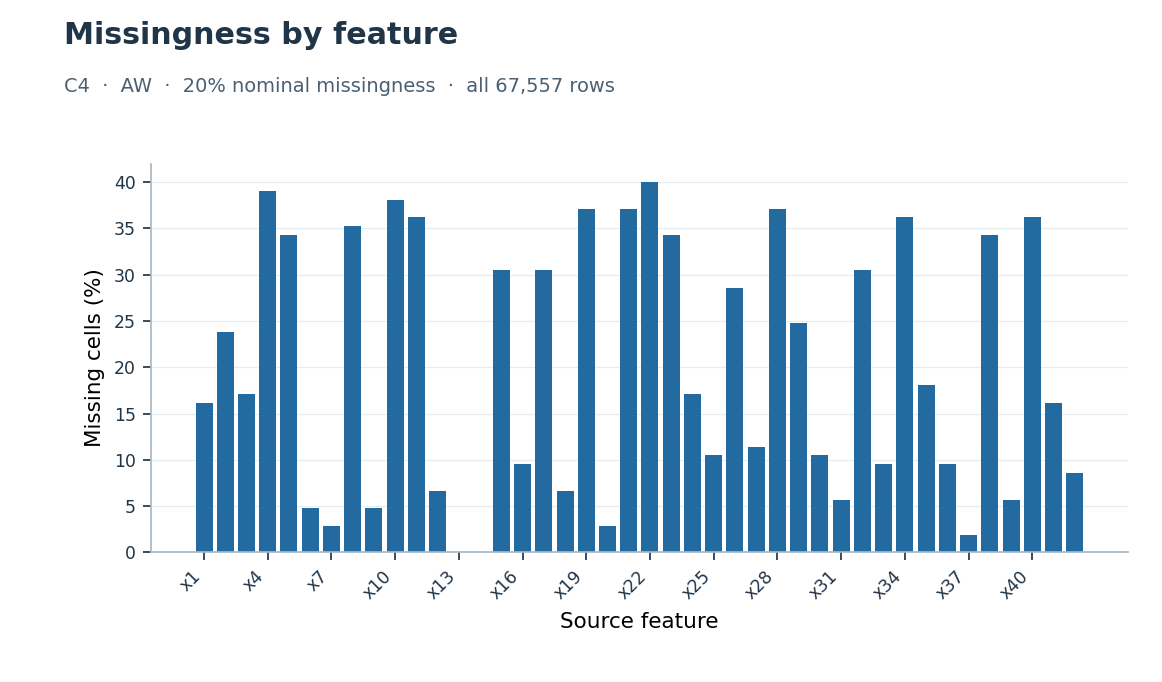 Missingness by feature
C4 · AW · 20% nominal missingness · all 67,557 rows
Missing cells (%)
40
35
30
25
20
15
10
5
0
x1 x4 x7 x10 x13 x16 x19 x22 x25 x28 x31 x34 x37 x40
Source feature